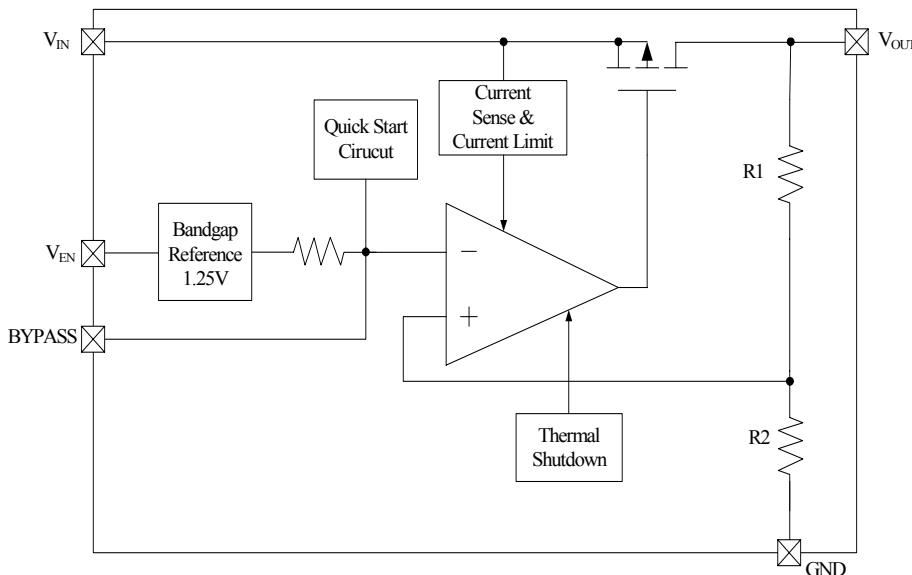 V_IN
V_OUT
Current
Sense &
Current Limit
Quick Start
Cirucut
R1
Bandgap
Reference
1.25V
V_EN
−
+
BYPASS
Thermal
Shutdown
R2
GND